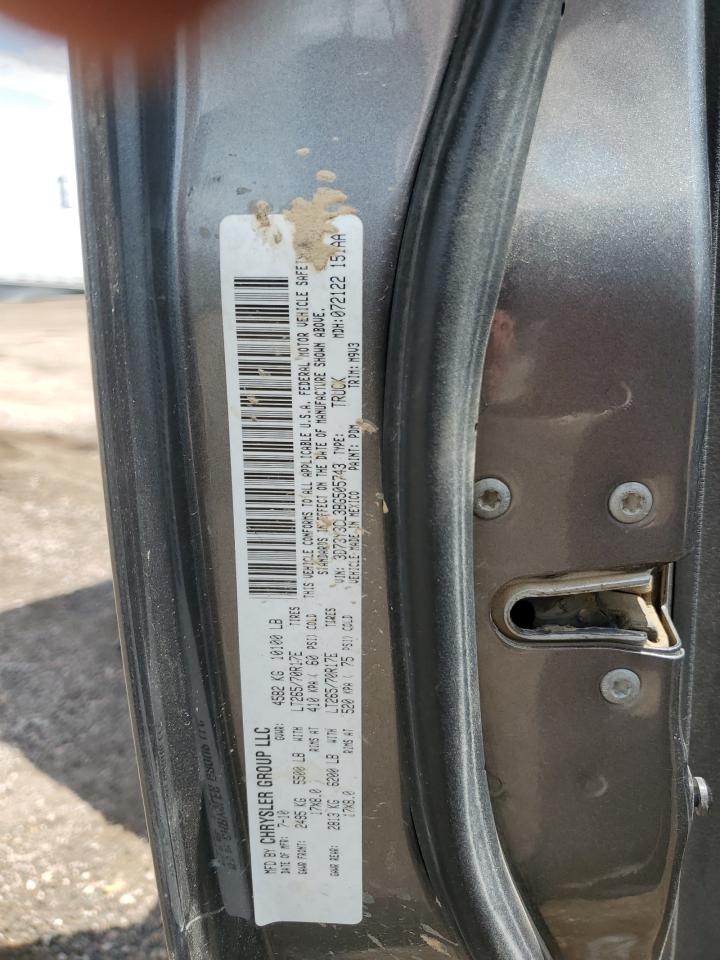 MFD BY CHRYSLER GROUP LLC
DATE OF MFR: 7-10 GVWR: 4582 KG 10100 LB
GAWR FRONT: 2495 KG 5500 LB WITH LT265/70R17E TIRES
17X8.0 RIMS AT 410 KPA ( 60 PSI) COLD
GAWR REAR: 2813 KG 6200 LB WITH LT265/70R17E TIRES
17X8.0 RIMS AT 520 KPA ( 75 PSI) COLD
THIS VEHICLE CONFORMS TO ALL APPLICABLE U.S.A. FEDERAL MOTOR VEHICLE SAFETY
STANDARDS IN EFFECT ON THE DATE OF MANUFACTURE SHOWN ABOVE.
VIN: 3D73Y3CL3BG505743 TYPE: TRUCK MDH: 072122 151AA
VEHICLE MADE IN MEXICO PAINT: PDM TRIM: M9V3